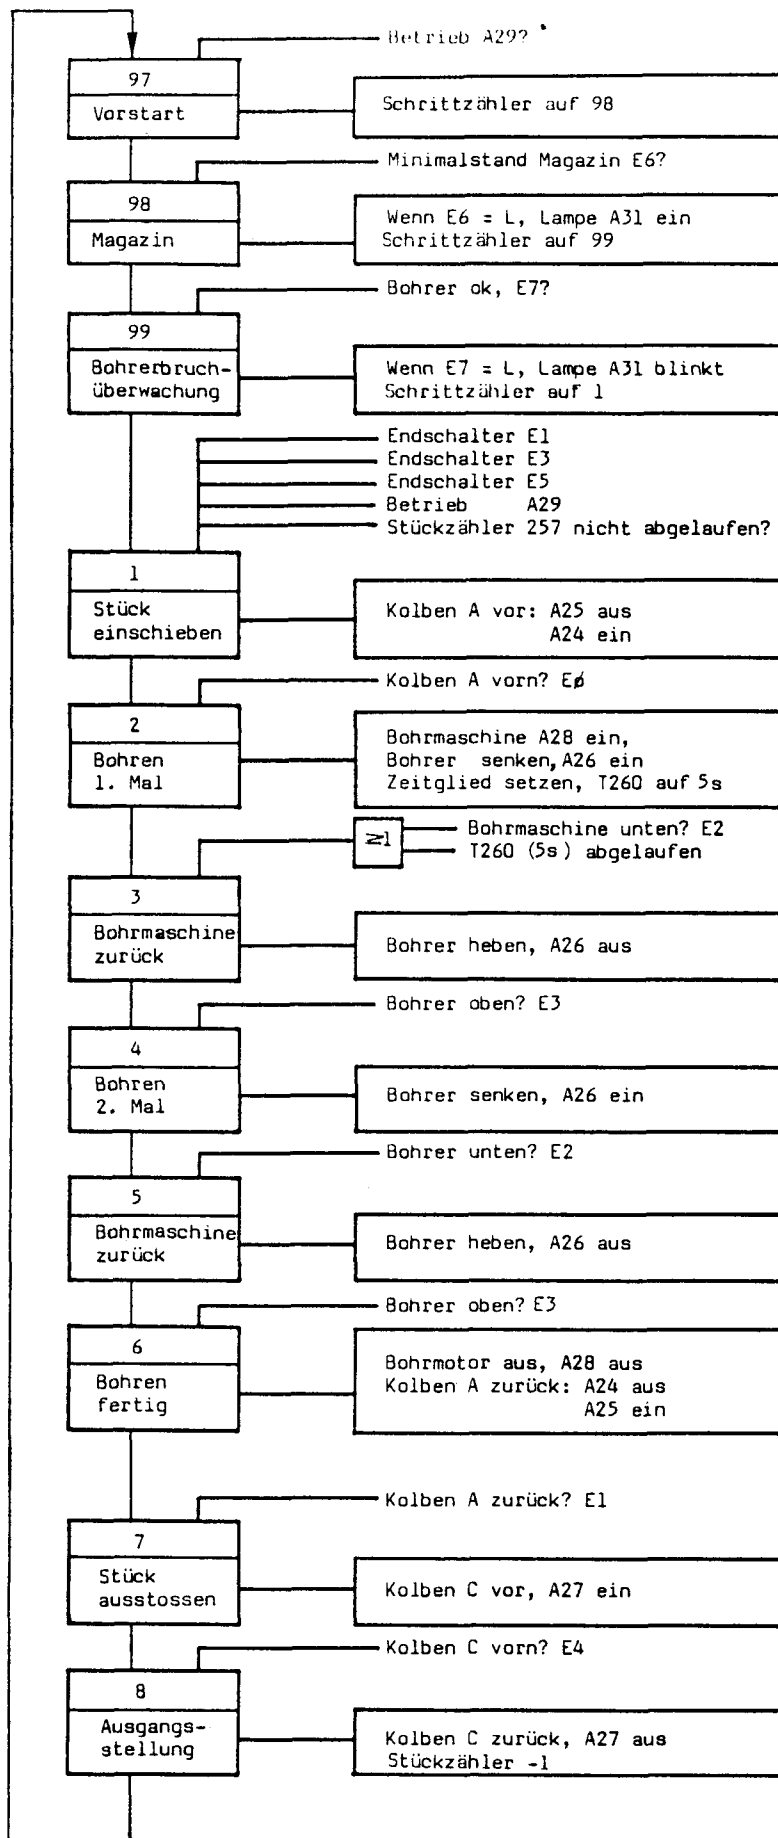 Betrieb A29?
97
Vorstart
Schrittzähler auf 98
Minimalstand Magazin E6?
98
Magazin
Wenn E6 = L, Lampe A31 ein
Schrittzähler auf 99
Bohrer ok, E7?
99
Bohrerbruch-
überwachung
Wenn E7 = L, Lampe A31 blinkt
Schrittzähler auf 1
Endschalter E1
Endschalter E3
Endschalter E5
Betrieb A29
Stückzähler 257 nicht abgelaufen?
1
Stück
einschieben
Kolben A vor: A25 aus
A24 ein
Kolben A vorn? EØ
2
Bohren
1. Mal
Bohrmaschine A28 ein,
Bohrer senken, A26 ein
Zeitglied setzen, T260 auf 5s
≥1
Bohrmaschine unten? E2
T260 (5s) abgelaufen
3
Bohrmaschine
zurück
Bohrer heben, A26 aus
Bohrer oben? E3
4
Bohren
2. Mal
Bohrer senken, A26 ein
Bohrer unten? E2
5
Bohrmaschine
zurück
Bohrer heben, A26 aus
Bohrer oben? E3
6
Bohren
fertig
Bohrmotor aus, A28 aus
Kolben A zurück: A24 aus
A25 ein
Kolben A zurück? E1
7
Stück
ausstossen
Kolben C vor, A27 ein
Kolben C vorn? E4
8
Ausgangs-
stellung
Kolben C zurück, A27 aus
Stückzähler -1